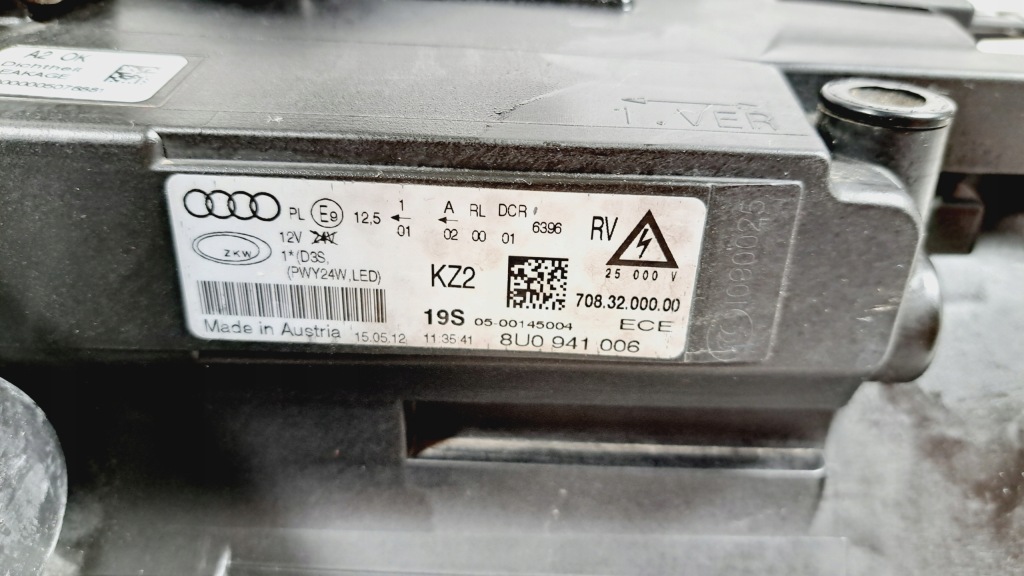 A2 OK
Dichtheit
LEAKAGE
1.VER
PL E9 12,5 1 01 A 02 RL 00 DCR 01 6396 RV
12V 24V
ZKW
1*(D3S,
(PWY24W,LED)
KZ2
25 000 V
708.32.000.00
19S 05-00145004 ECE
Made in Austria 15.05.12 11:35:41 8U0 941 006